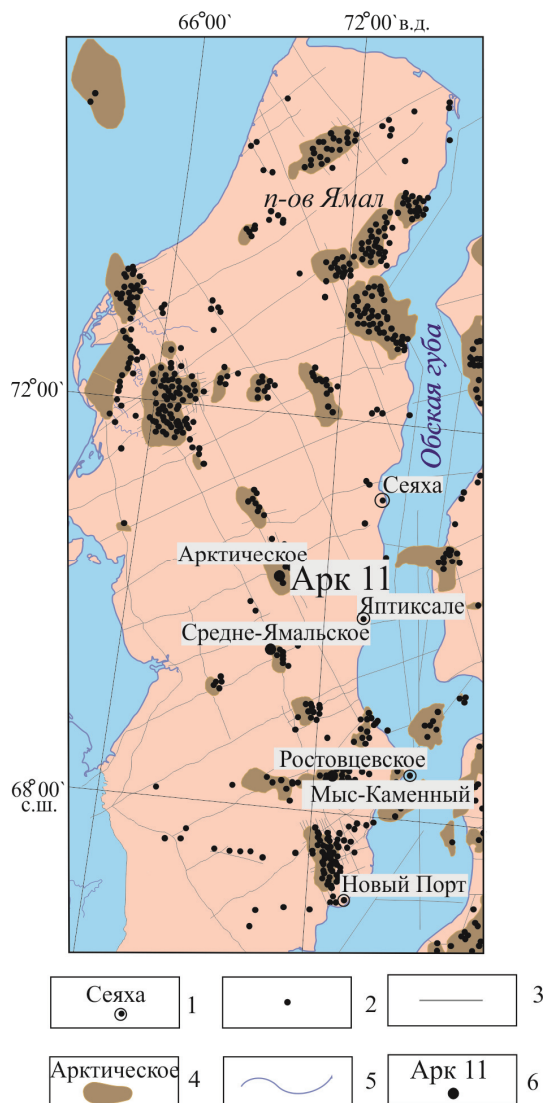 66°00` 72°00` в.д.
п-ов Ямал
Обская губа
72°00`
Сеяха
Арктическое
Арк 11
Яптиксале
Средне-Ямальское
Ростовцевское
68°00`
с.ш.
Мыс-Каменный
Новый Порт
Сеяха 1
2
3
Арктическое 4
5
Арк 11 6